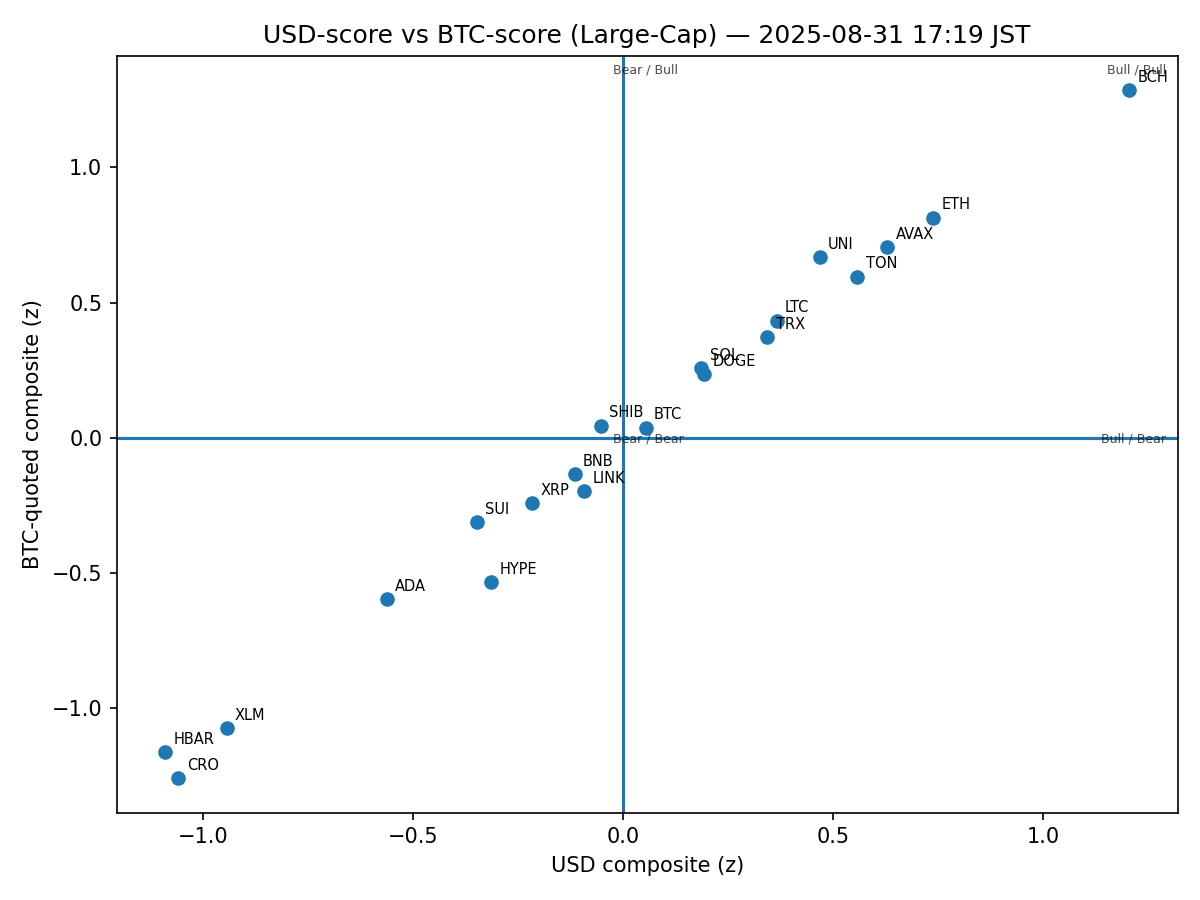 USD-score vs BTC-score (Large-Cap) — 2025-08-31 17:19 JST
Bear / Bull
Bull / Bull
BCH
1.0
ETH
AVAX
UNI
TON
0.5
LTC
TRX
SOL
DOGE
SHIB
BTC
0.0
Bear / Bear
Bull / Bear
BNB
LINK
XRP
SUI
HYPE
−0.5
ADA
−1.0
XLM
HBAR
CRO
BTC-quoted composite (z)
−1.0
−0.5
0.0
0.5
1.0
USD composite (z)